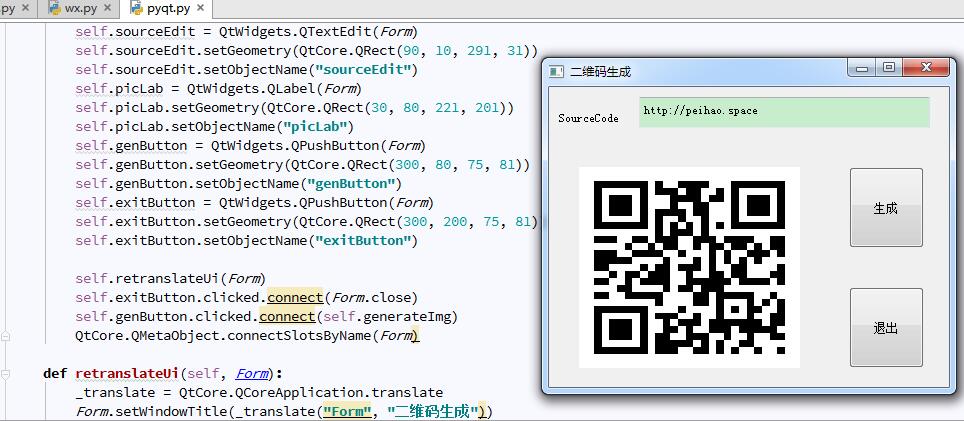 .py wx.py pyqt.py
self.sourceEdit = QtWidgets.QTextEdit(Form)
self.sourceEdit.setGeometry(QtCore.QRect(90, 10, 291, 31))
self.sourceEdit.setObjectName("sourceEdit")
self.picLab = QtWidgets.QLabel(Form)
self.picLab.setGeometry(QtCore.QRect(30, 80, 221, 201))
self.picLab.setObjectName("picLab")
self.genButton = QtWidgets.QPushButton(Form)
self.genButton.setGeometry(QtCore.QRect(300, 80, 75, 81))
self.genButton.setObjectName("genButton")
self.exitButton = QtWidgets.QPushButton(Form)
self.exitButton.setGeometry(QtCore.QRect(300, 200, 75, 81)
self.exitButton.setObjectName("exitButton")
self.retranslateUi(Form)
self.exitButton.clicked.connect(Form.close)
self.genButton.clicked.connect(self.generateImg)
QtCore.QMetaObject.connectSlotsByName(Form)
def retranslateUi(self, Form):
_translate = QtCore.QCoreApplication.translate
Form.setWindowTitle(_translate("Form", "二维码生成"))
二维码生成
SourceCode
http://peihao.space
生成
退出